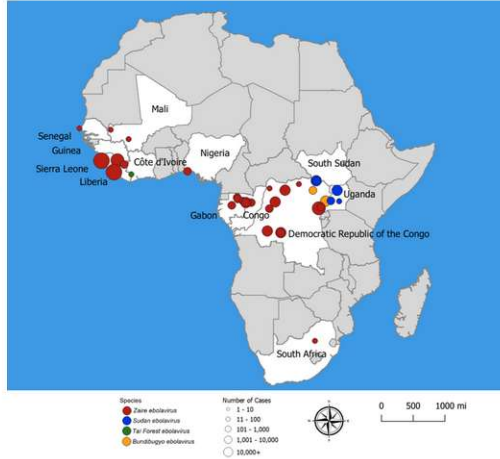 Mali
Senegal
Guinea
Sierra Leone
Liberia
Côte d'Ivoire
Nigeria
South Sudan
Uganda
Gabon
Congo
Democratic Republic of the Congo
South Africa
Species
Zaire ebolavirus
Sudan ebolavirus
Tai Forest ebolavirus
Bundibugyo ebolavirus
Number of Cases
1 - 10
11 - 100
101 - 1,000
1,001 - 10,000
10,000+
0 500 1000 mi